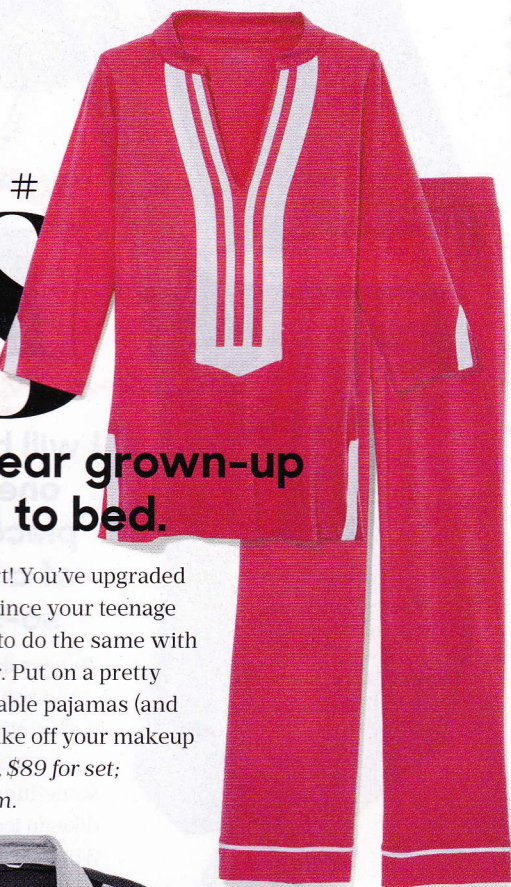 #
ear grown-up
to bed.
rt! You've upgraded
ince your teenage
to do the same with
r. Put on a pretty
able pajamas (and
ke off your makeup
, $89 for set;
m.